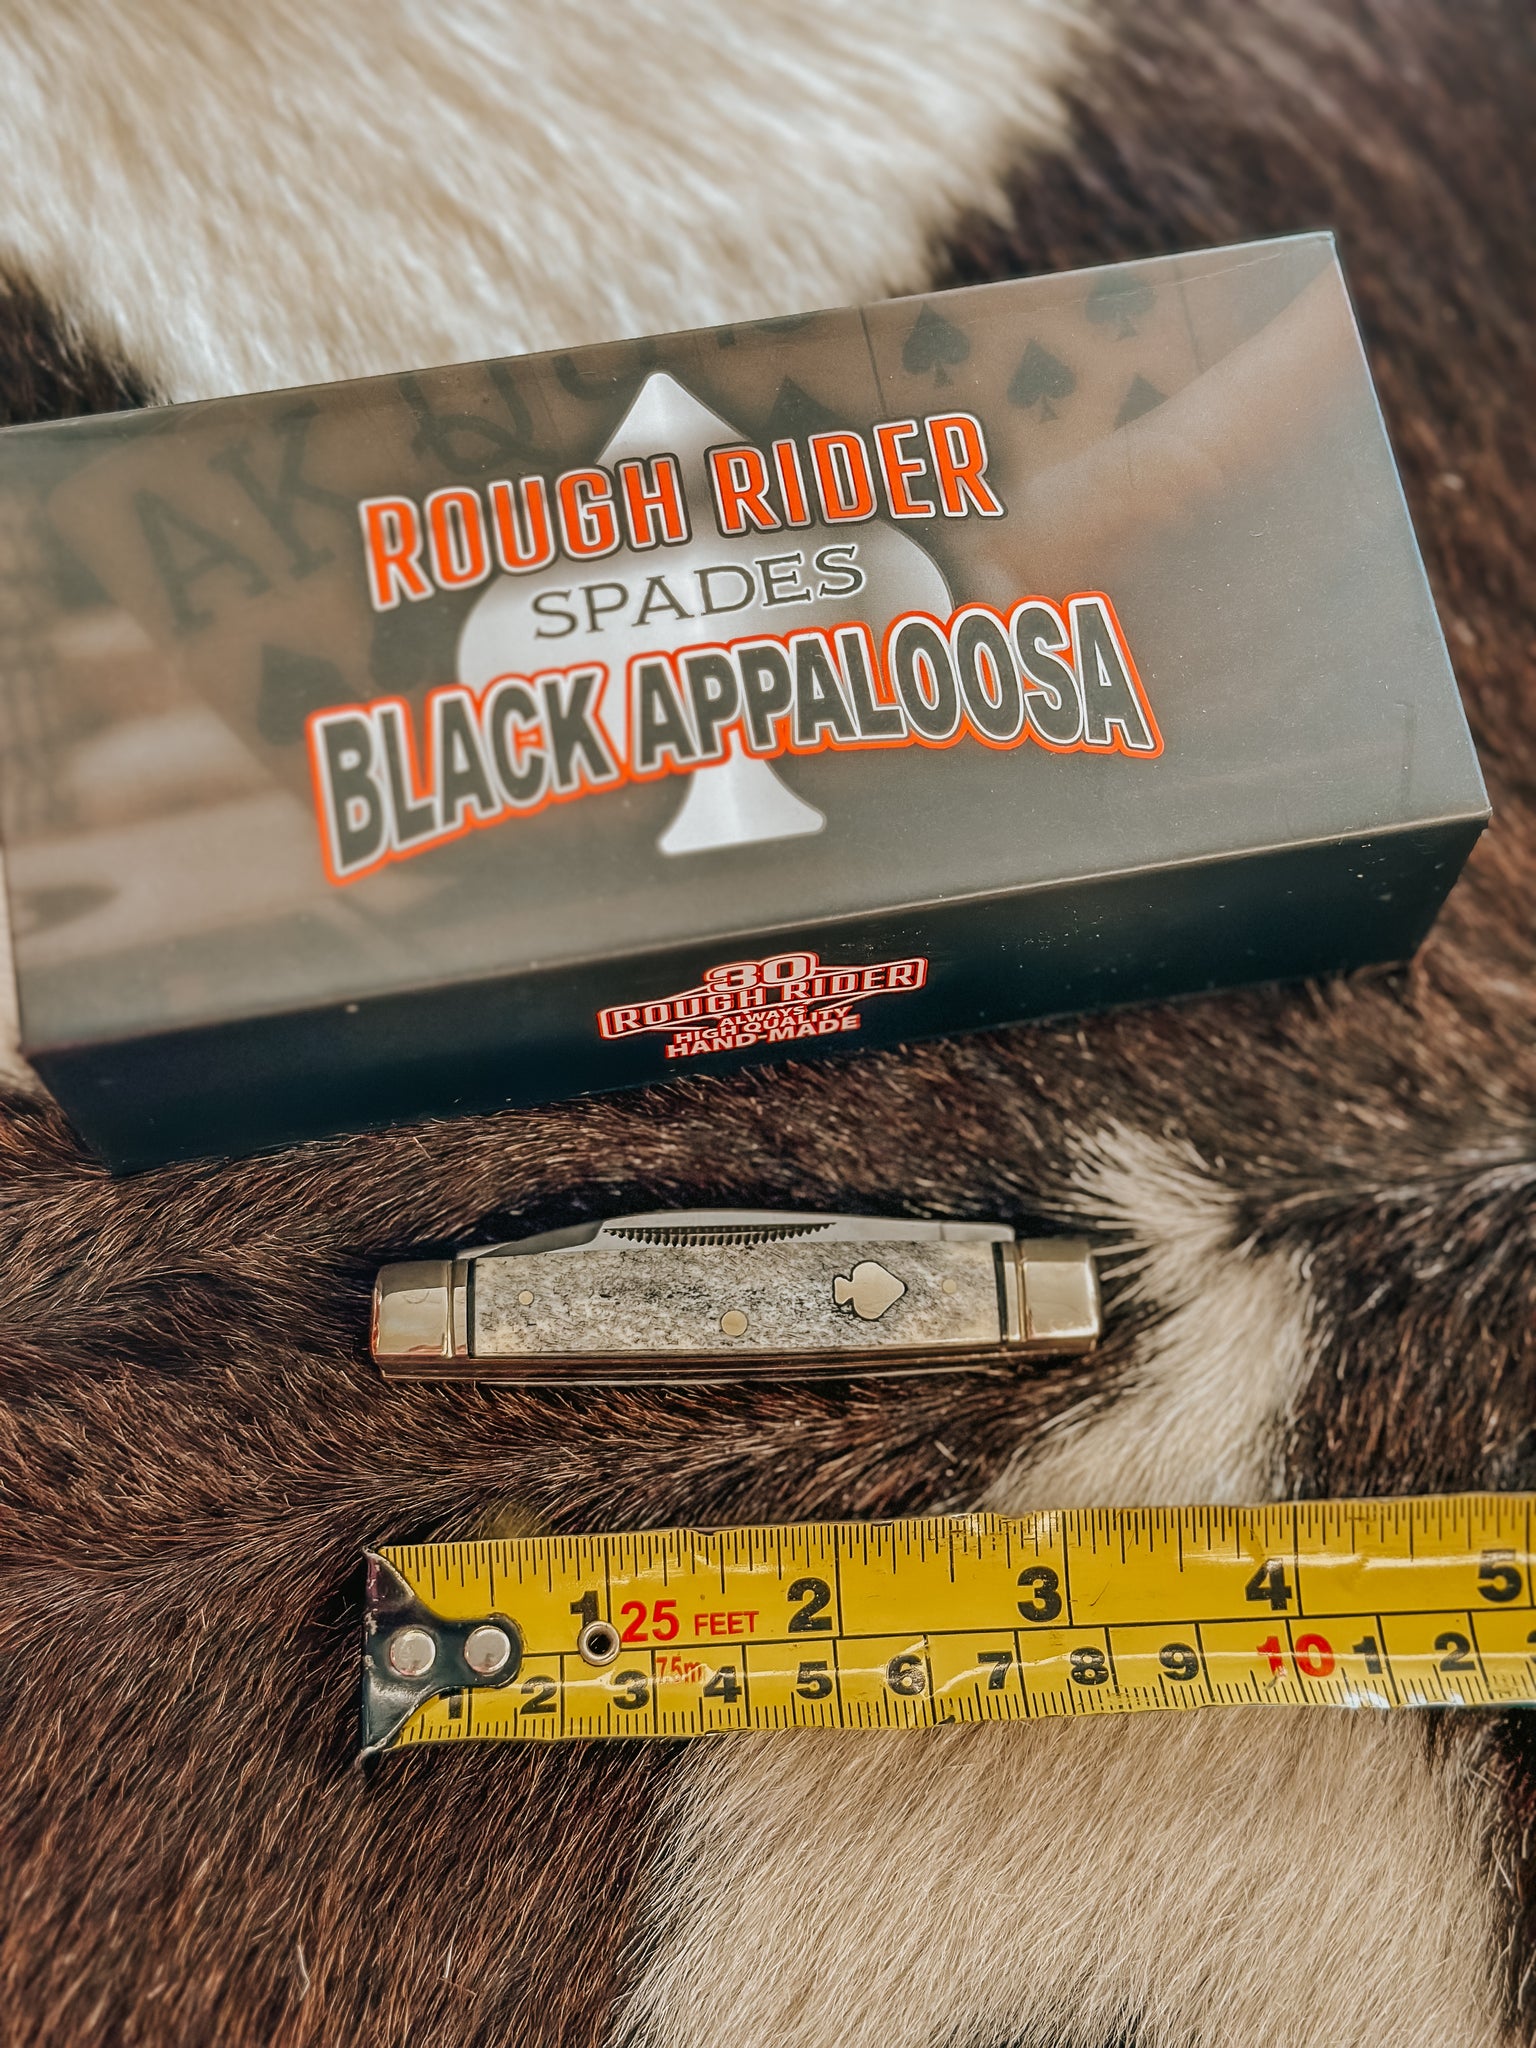 ROUGH RIDER
SPADES
BLACK APPALOOSA
30
ROUGH RIDER
ALWAYS
HIGH QUALITY
HAND-MADE
1 25 FEET 2 3 4 5
1 2 3 7.5m 4 5 6 7 8 9 10 1 2